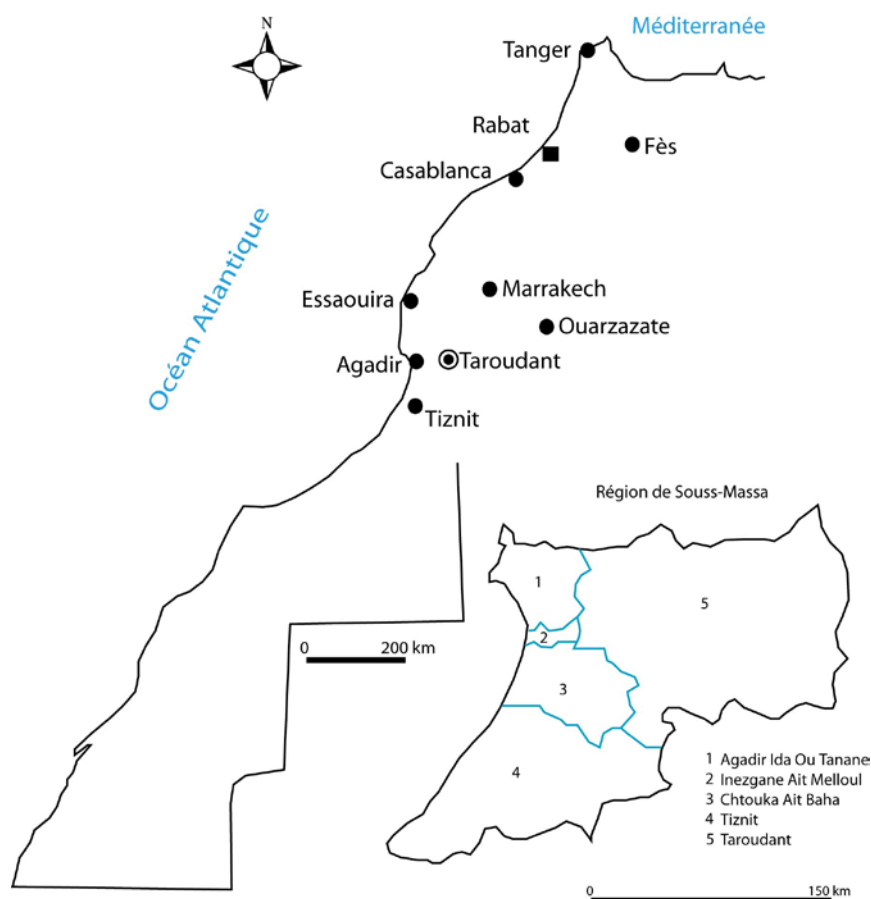 N
Méditerranée
Tanger
Rabat
Fès
Casablanca
Océan Atlantique
Essaouira
Marrakech
Ouarzazate
Agadir
Taroudant
Tiznit
Région de Souss-Massa
1
5
2
3
4
0 200 km
1 Agadir Ida Ou Tanane
2 Inezgane Ait Melloul
3 Chtouka Ait Baha
4 Tiznit
5 Taroudant
0 150 km